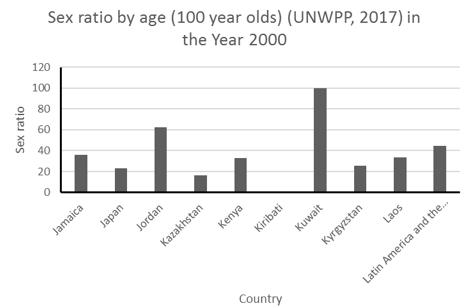 Sex ratio by age (100 year olds) (UNWPP, 2017) in
the Year 2000
120
100
80
60
40
20
0
Sex ratio
Jamaica
Japan
Jordan
Kazakhstan
Kenya
Kiribati
Kuwait
Kyrgyzstan
Laos
Latin America and the...
Country